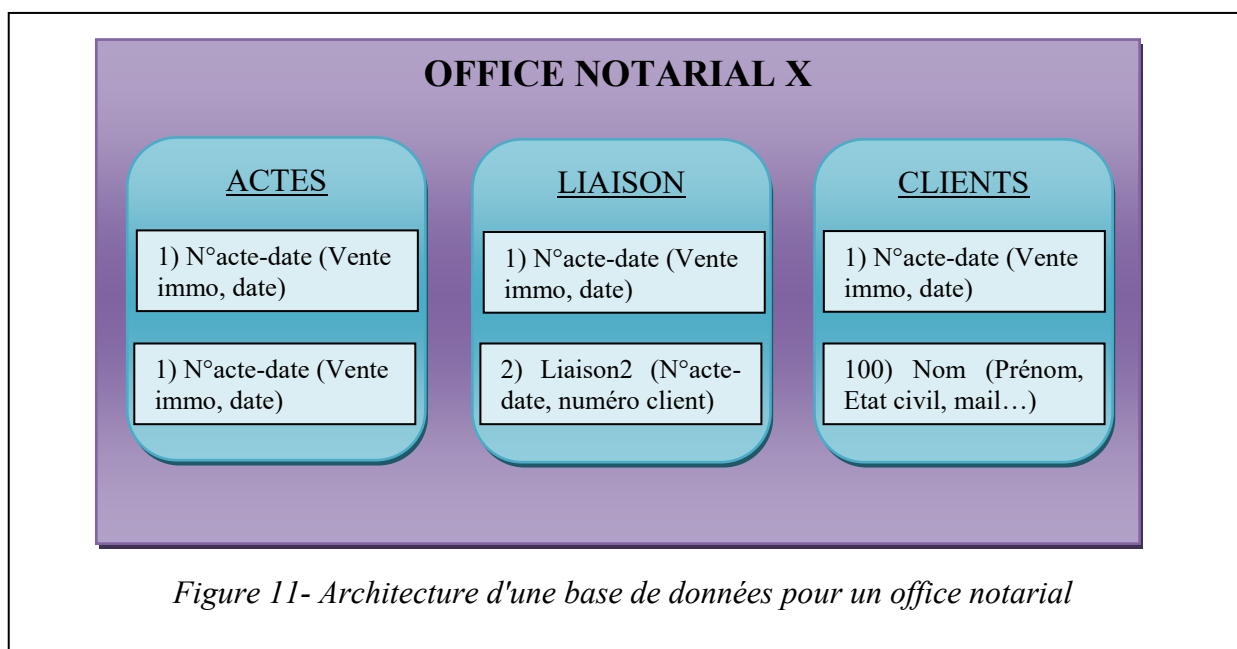 OFFICE NOTARIAL X
ACTES
1) N°acte-date (Vente
immo, date)
1) N°acte-date (Vente
immo, date)
LIAISON
1) N°acte-date (Vente
immo, date)
2) Liaison2 (N°acte-
date, numéro client)
CLIENTS
1) N°acte-date (Vente
immo, date)
100) Nom (Prénom,
Etat civil, mail…)
Figure 11- Architecture d'une base de données pour un office notarial